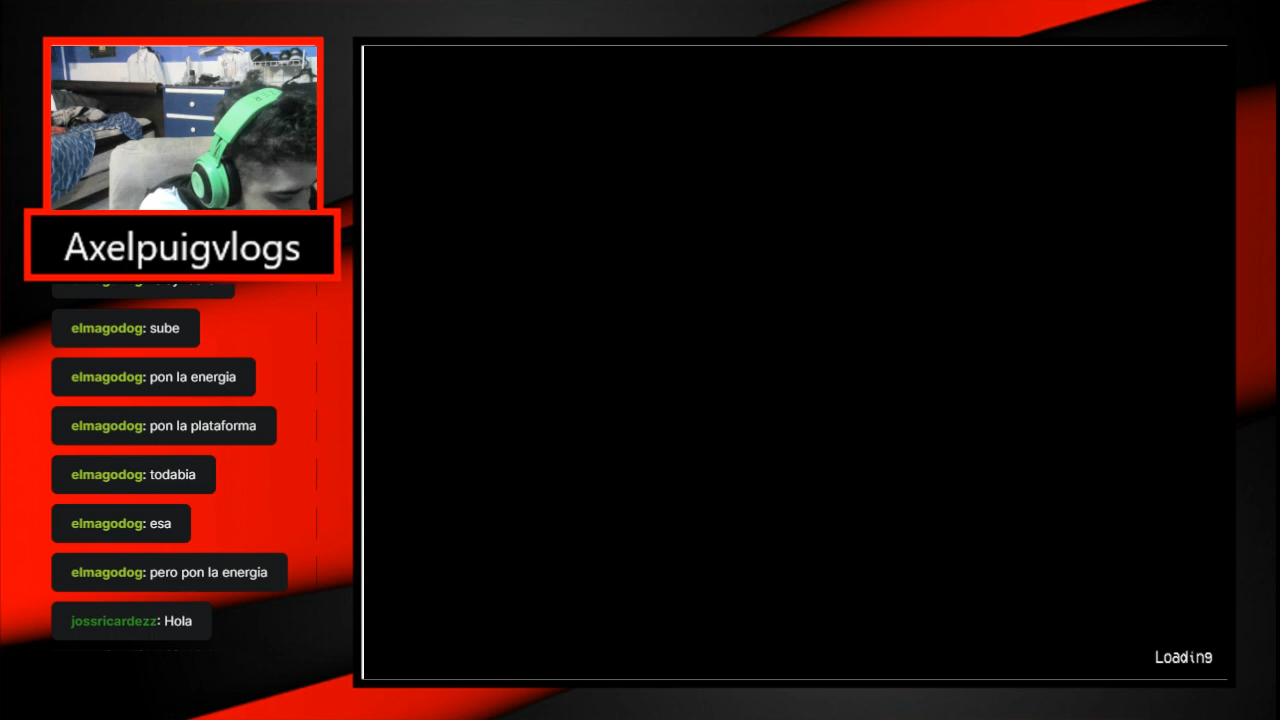 Axelpuigvlogs
elmagodog: sube
elmagodog: pon la energia
elmagodog: pon la plataforma
elmagodog: todabia
elmagodog: esa
elmagodog: pero pon la energia
jossricardezz: Hola
Loading